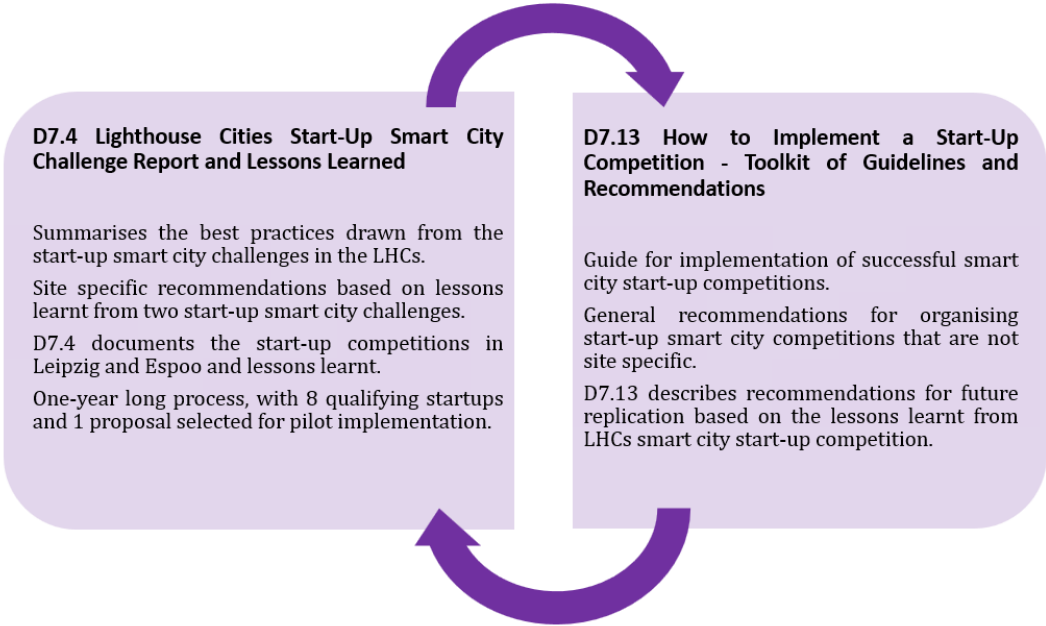 D7.4 Lighthouse Cities Start-Up Smart City
Challenge Report and Lessons Learned
Summarises the best practices drawn from the
start-up smart city challenges in the LHCs.
Site specific recommendations based on lessons
learnt from two start-up smart city challenges.
D7.4 documents the start-up competitions in
Leipzig and Espoo and lessons learnt.
One-year long process, with 8 qualifying startups
and 1 proposal selected for pilot implementation.
D7.13 How to Implement a Start-Up
Competition - Toolkit of Guidelines and
Recommendations
Guide for implementation of successful smart
city start-up competitions.
General recommendations for organising
start-up smart city competitions that are not
site specific.
D7.13 describes recommendations for future
replication based on the lessons learnt from
LHCs smart city start-up competition.